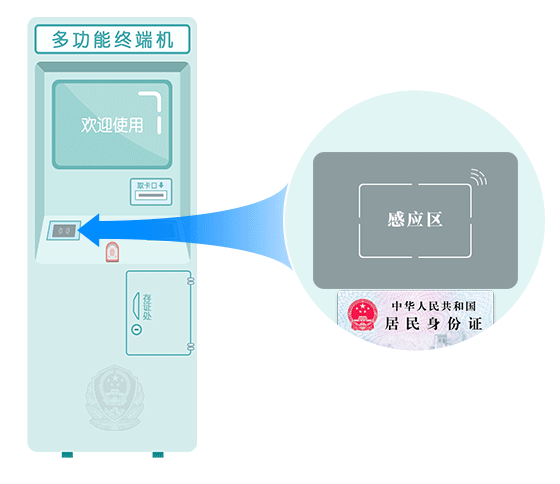 多功能终端机
欢迎使用
取卡口
存证处
感应区
中华人民共和国
居民身份证